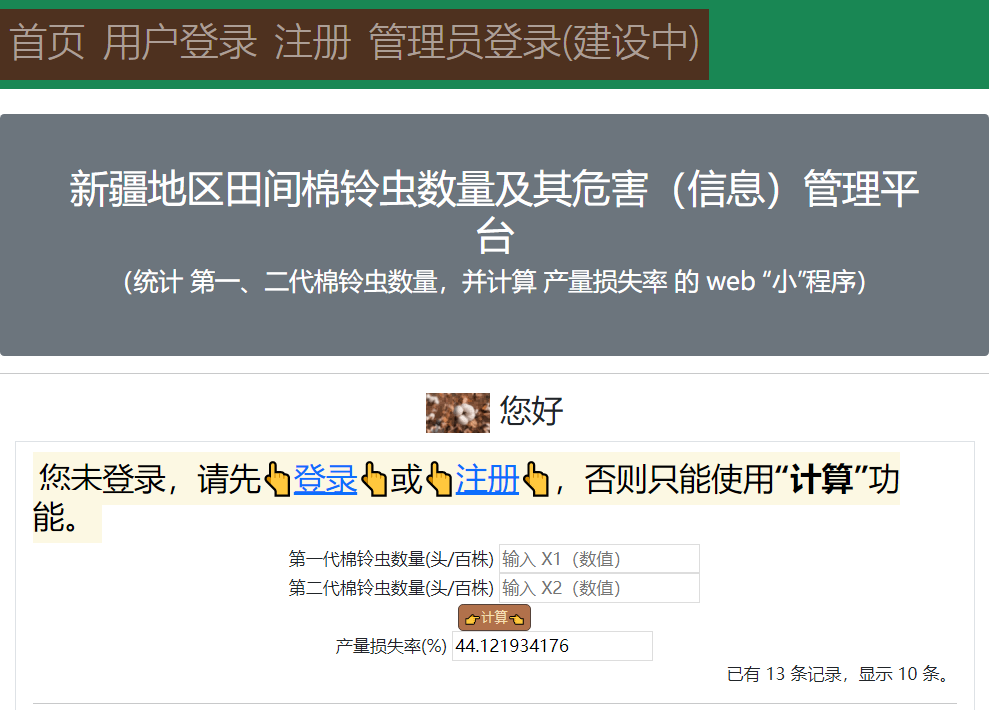 首页 用户登录 注册 管理员登录(建设中)
新疆地区田间棉铃虫数量及其危害（信息）管理平
台
（统计 第一、二代棉铃虫数量，并计算 产量损失率 的 web “小”程序）
您好
您未登录，请先👆登录👆或👆注册👆，否则只能使用“计算”功
能。
第一代棉铃虫数量(头/百株) 输入 X1（数值）
第二代棉铃虫数量(头/百株) 输入 X2（数值）
👉计算👈
产量损失率(%) 44.121934176
已有 13 条记录，显示 10 条。